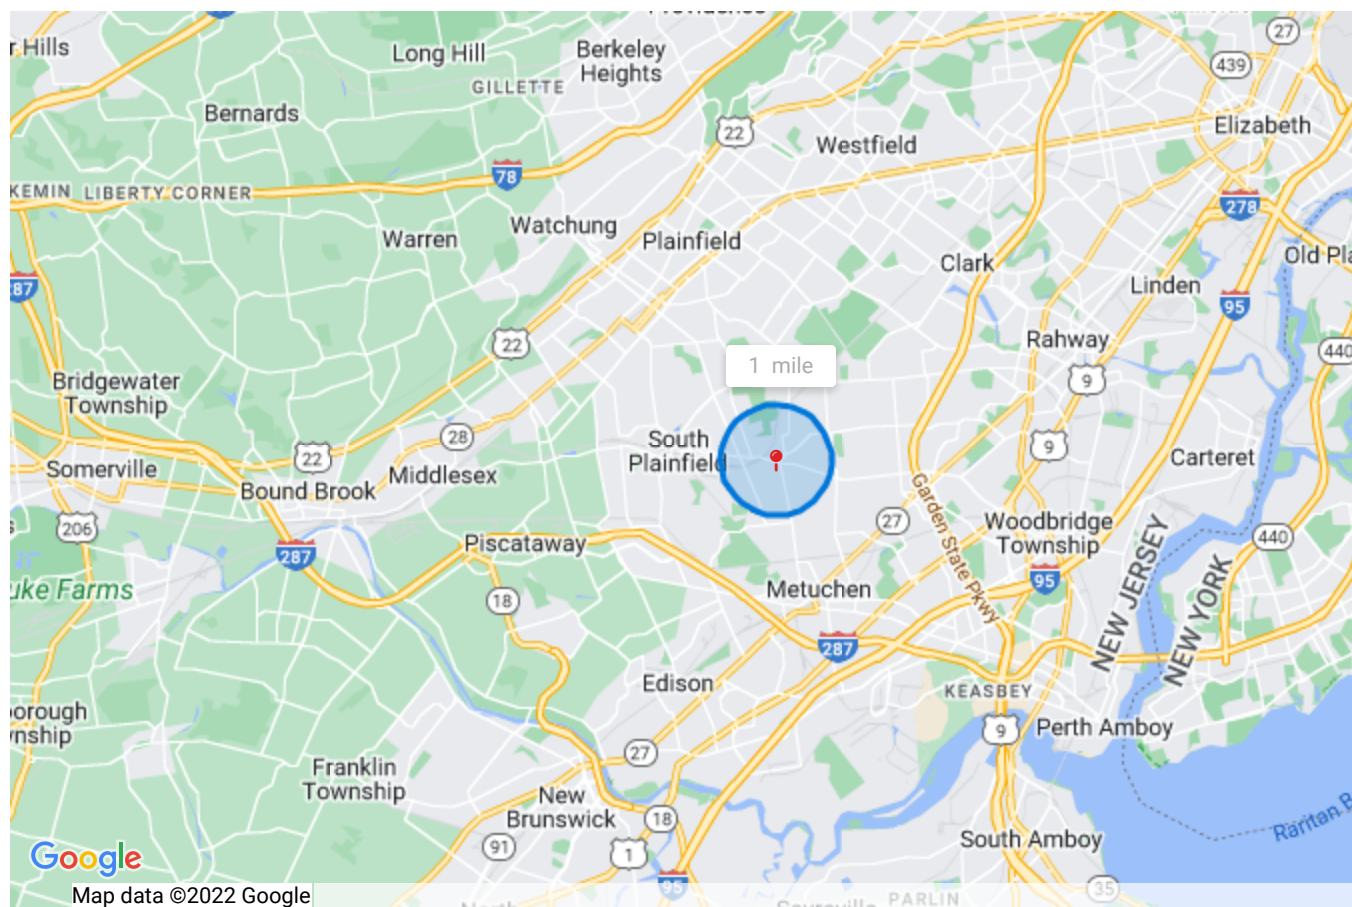 Providence
27
r Hills
Long Hill
Berkeley
Heights
439
GILLETTE
Bernards
Elizabeth
22
Westfield
78
KEMIN
LIBERTY CORNER
278
Watchung
Warren
Plainfield
Old Pla
Clark
87
Linden
95
22
Rahway
440
1 mile
9
Bridgewater
Township
28
South
Plainfield
9
22
Somerville
Middlesex
Carteret
Bound Brook
206
27
Garden State Pkwy
Woodbridge
Township
440
287
Piscataway
95
NEW JERSEY
NEW YORK
uke Farms
18
Metuchen
287
Edison
KEASBEY
orough
nship
9
Perth Amboy
27
Franklin
Township
New
Brunswick
18
Raritan B
91
1
South Amboy
Google
95
35
Map data ©2022 Google
North
Sayreville
PARLIN